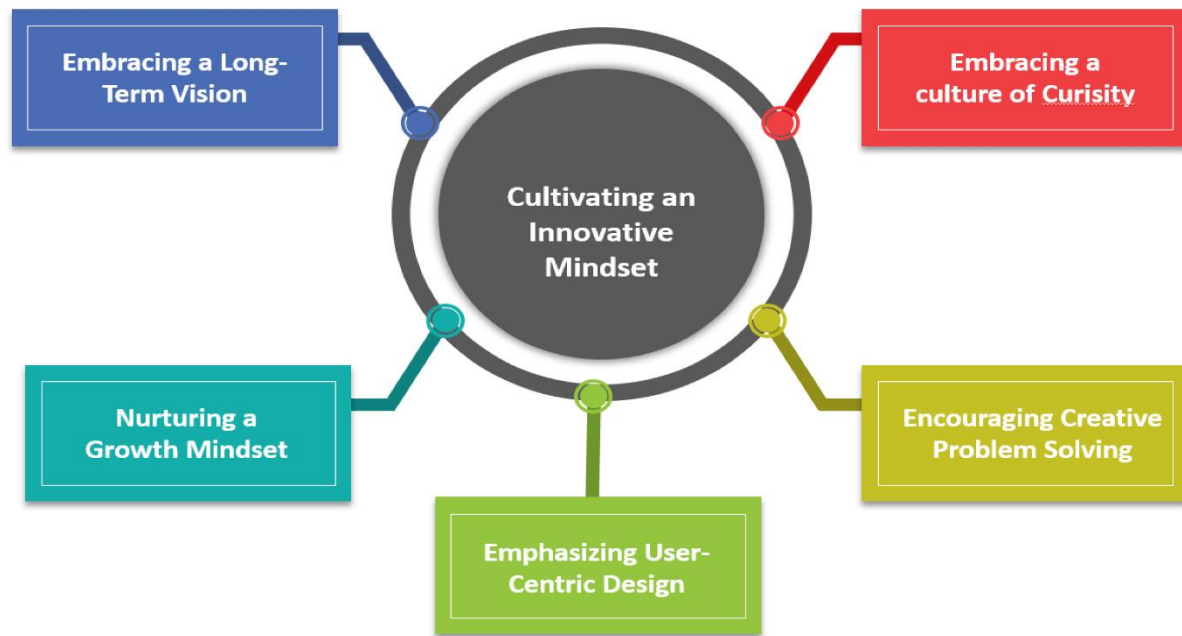 Embracing a Long-
Term Vision
Embracing a
culture of Curisity
Cultivating an
Innovative
Mindset
Nurturing a
Growth Mindset
Encouraging Creative
Problem Solving
Emphasizing User-
Centric Design